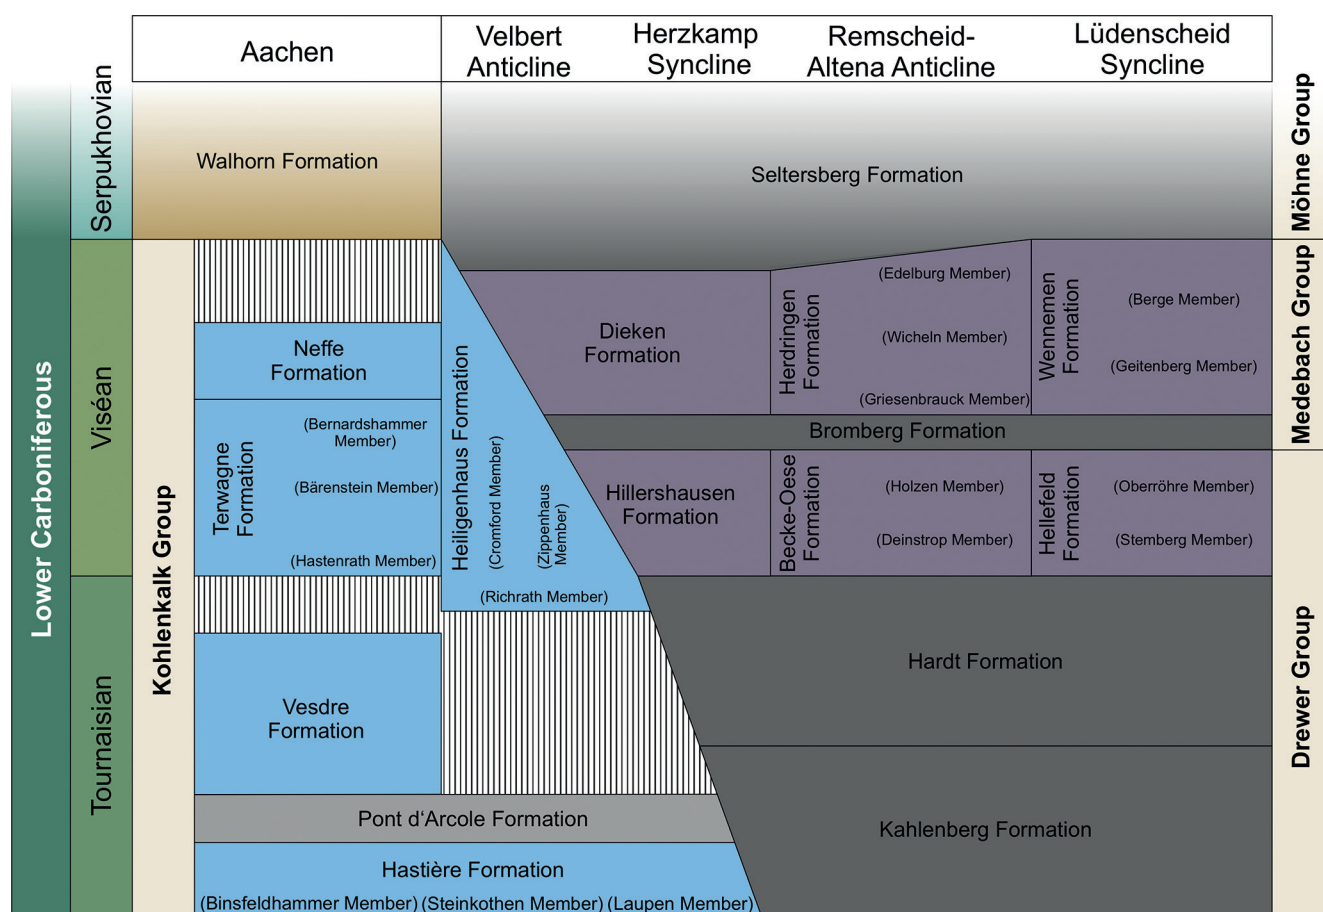 Aachen
Velbert
Anticline
Herzkamp
Syncline
Remscheid-
Altena Anticline
Lüdenscheid
Syncline
Lower Carboniferous
Serpukhovian
Viséan
Tournaisian
Kohlenkalk Group
Walhorn Formation
Seltersberg Formation
Neffe
Formation
Terwagne
Formation
(Bernardshammer
Member)
(Bärenstein Member)
(Hastenrath Member)
Vesdre
Formation
Pont d‘Arcole Formation
Hastière Formation
(Binsfeldhammer Member) (Steinkothen Member) (Laupen Member)
Heiligenhaus Formation
(Cromford Member)
(Zippenhaus
Member)
(Richrath Member)
Dieken
Formation
Herdringen
Formation
(Edelburg Member)
(Wicheln Member)
(Griesenbrauck Member)
Wennemen
Formation
(Berge Member)
(Geitenberg Member)
Bromberg Formation
Hillershausen
Formation
Becke-Oese
Formation
(Holzen Member)
(Deinstrop Member)
Hellefeld
Formation
(Oberröhre Member)
(Stemberg Member)
Hardt Formation
Kahlenberg Formation
Möhne Group
Medebach Group
Drewer Group